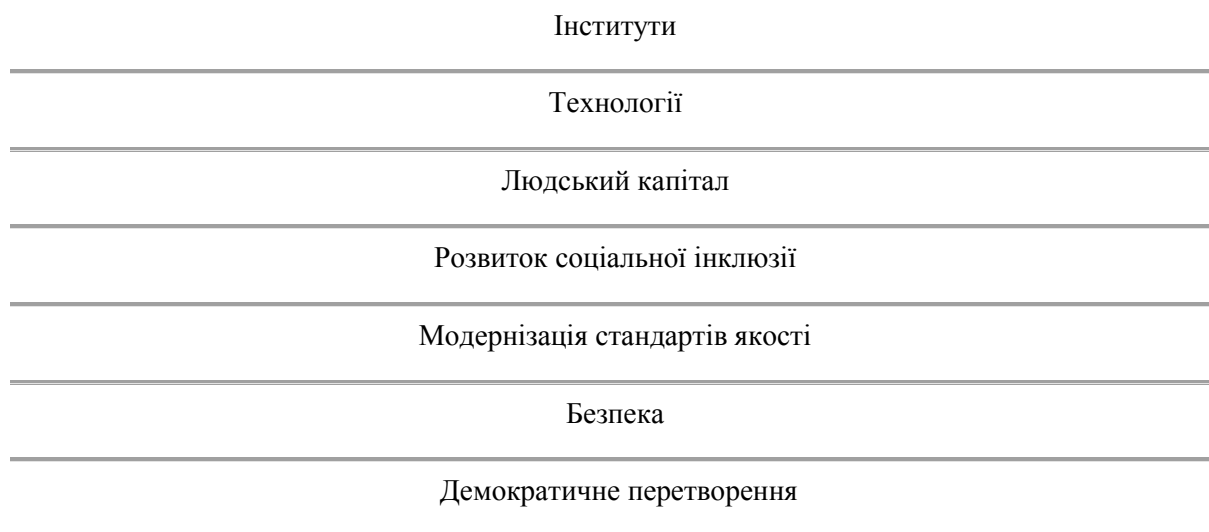 Інститути
Технології
Людський капітал
Розвиток соціальної інклюзії
Модернізація стандартів якості
Безпека
Демократичне перетворення